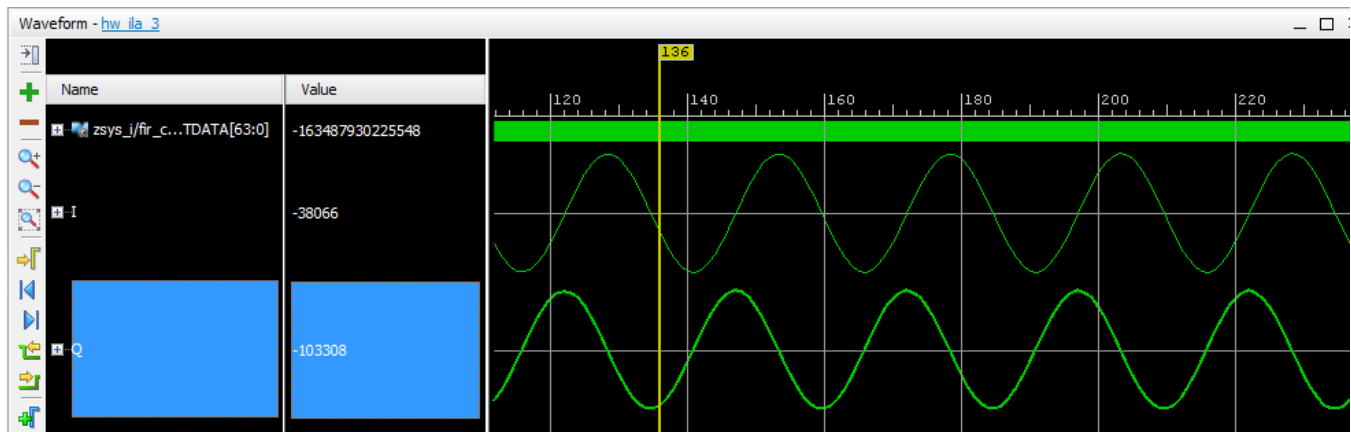 Waveform - hw_ila_3
136
Name Value
120 140 160 180 200 220
zsys_i/fir_c...TDATA[63:0] -163487930225548
I -38066
Q -103308